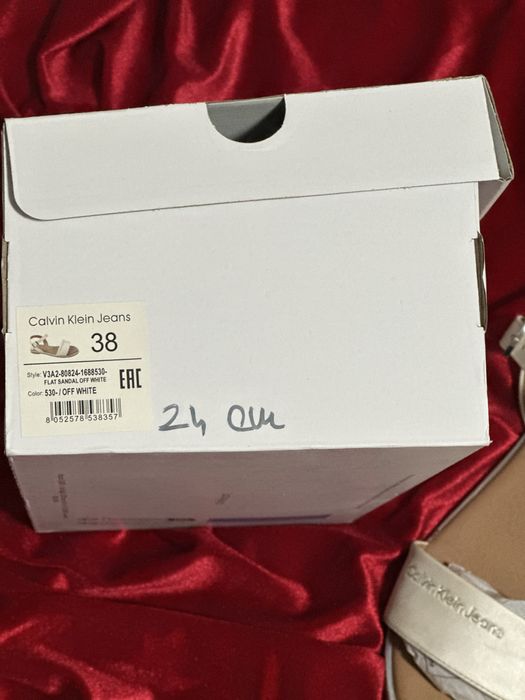 Calvin Klein Jeans
38
Style: V3A2-80824-1688530-
FLAT SANDAL OFF WHITE
Color: 530- / OFF WHITE
EAC
8 052578 538357
24 см
Calvin Klein Jeans